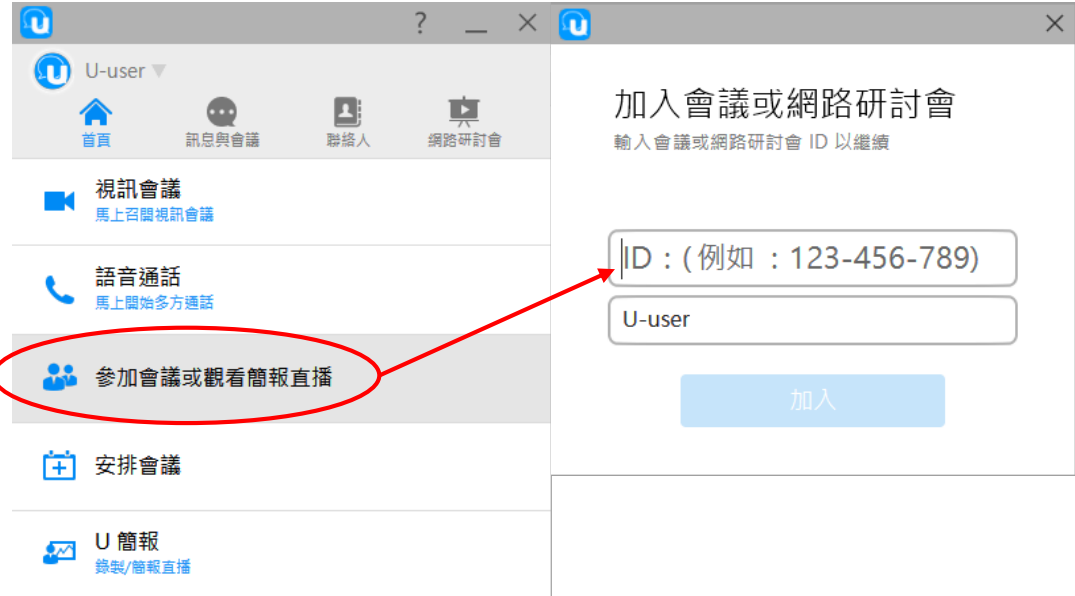 ?
U-user
首頁
訊息與會議
聯絡人
網路研討會
視訊會議
馬上召開視訊會議
語音通話
馬上開始多方通話
參加會議或觀看簡報直播
安排會議
U 簡報
錄製/簡報直播
加入會議或網路研討會
輸入會議或網路研討會 ID 以繼續
ID：(例如 ：123-456-789)
U-user
加入